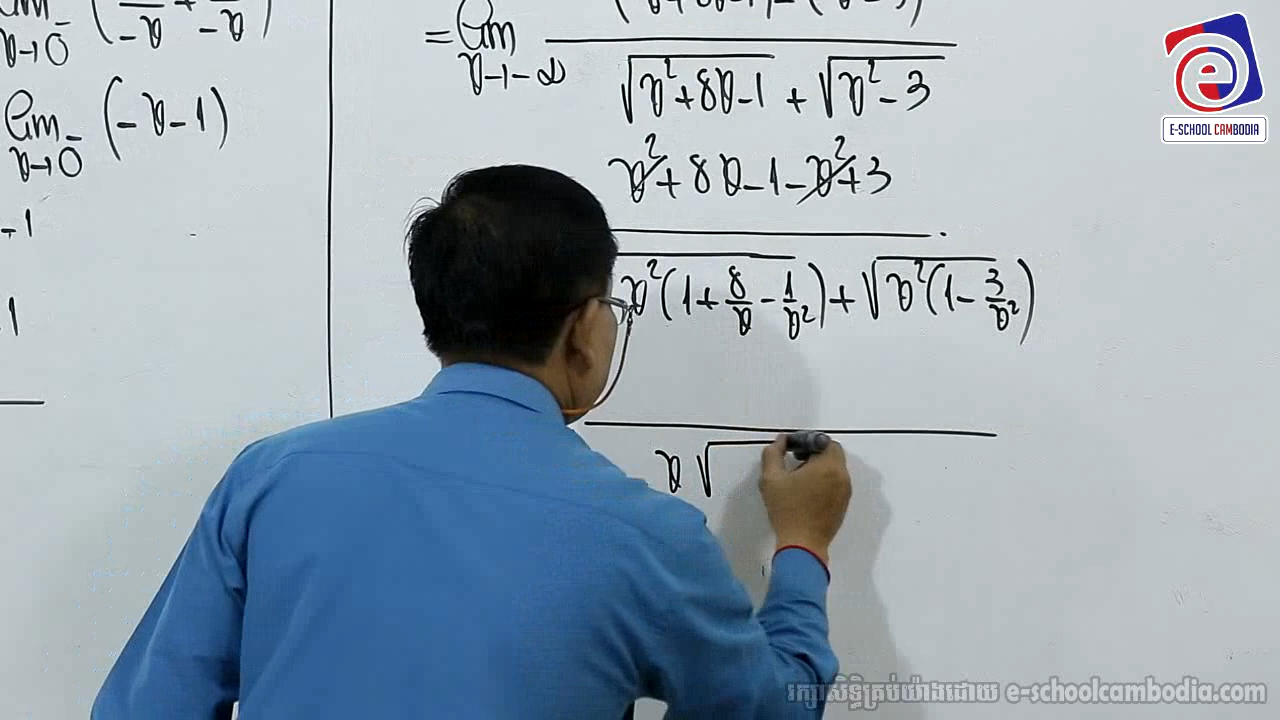 lim x→0⁻ (/-x + /-x)
lim x→0⁻ (-x-1)
-1
1
= lim x→-∞
√x²+8x-1 + √x²-3
x²+8x-1-x²+3
x²(1+8/x-1/x²)+√x²(1-3/x²)
x√
E-SCHOOL CAMBODIA
រក្សាសិទ្ធិគ្រប់យ៉ាងដោយ e-schoolcambodia.com